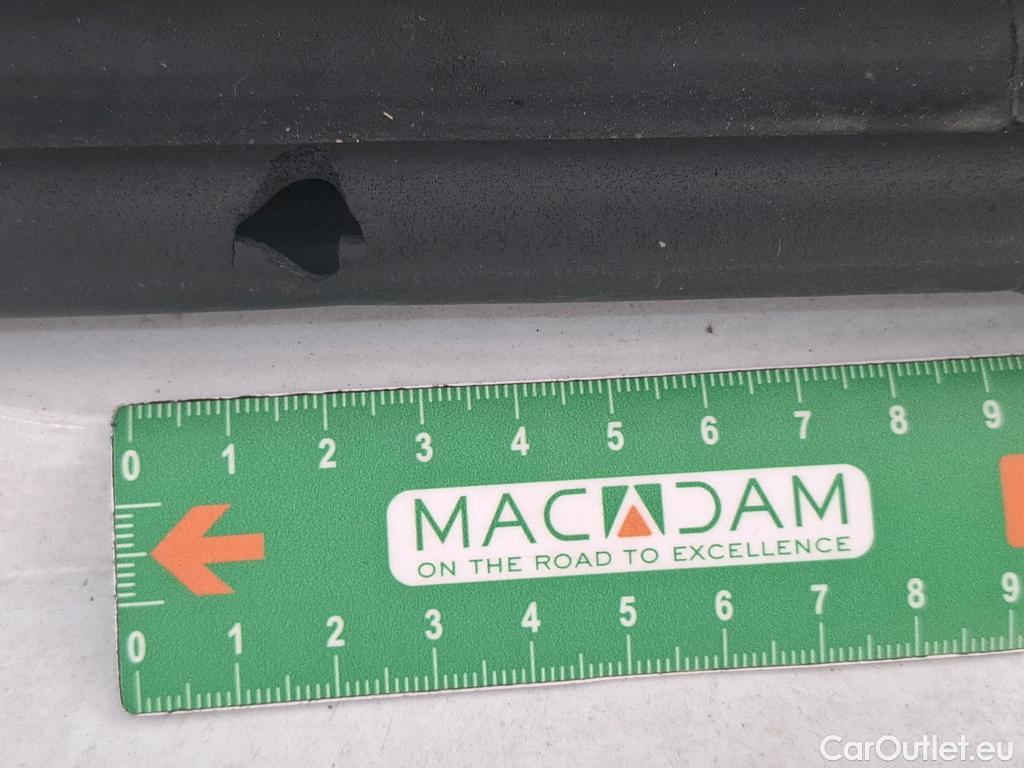 0 1 2 3 4 5 6 7 8 9
MACADAM
ON THE ROAD TO EXCELLENCE
0 1 2 3 4 5 6 7 8 9
CarOutlet.eu